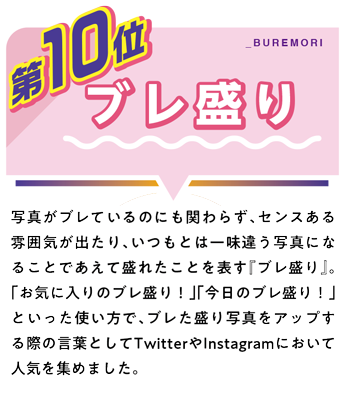 第10位
_BUREMORI
ブレ盛り
写真がブレているのにも関わらず、センスある
雰囲気が出たり、いつもとは一味違う写真にな
ることであえて盛れたことを表す『ブレ盛り』。
「お気に入りのブレ盛り！」「今日のブレ盛り！」
といった使い方で、ブレた盛り写真をアップす
る際の言葉としてTwitterやInstagramにおいて
人気を集めました。